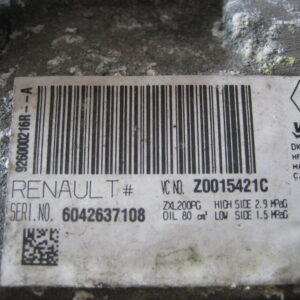 926000216R--A
RENAULT# VC NO. Z0015421C
SERI.NO. 6042637108
ZXL200PG HIGH SIDE 2.9 MPaG
OIL 80 cm³ LOW SIDE 1.5 MPaG